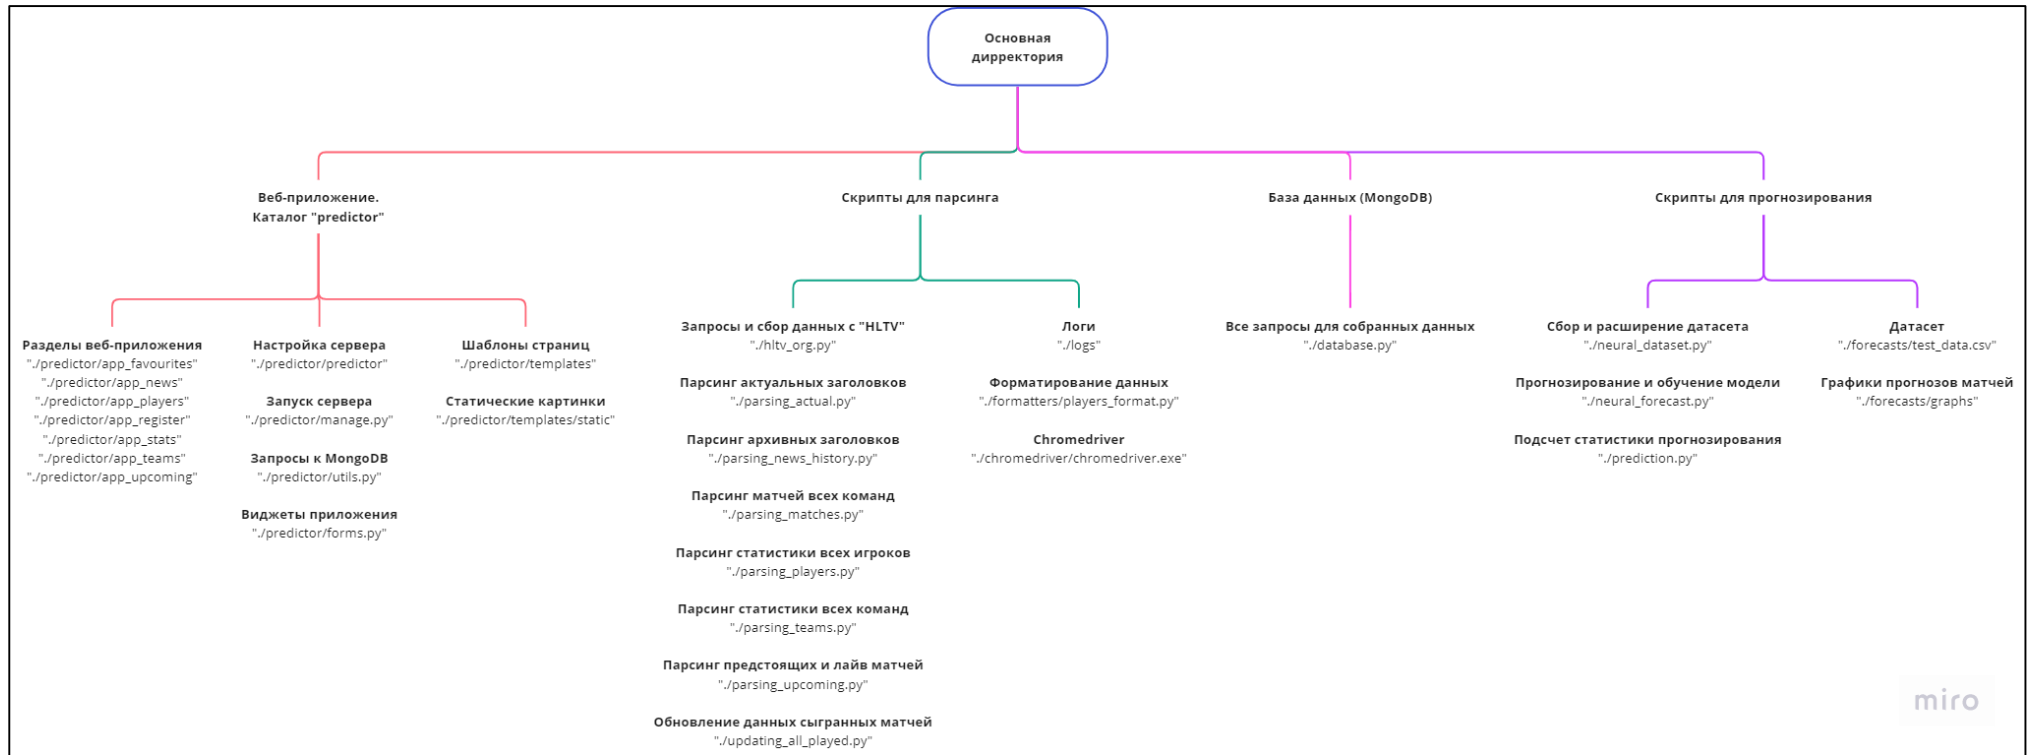 Основная
дирректория
Веб-приложение.
Каталог "predictor"
Разделы веб-приложения
"./predictor/app_favourites"
"./predictor/app_news"
"./predictor/app_players"
"./predictor/app_register"
"./predictor/app_stats"
"./predictor/app_teams"
"./predictor/app_upcoming"
Настройка сервера
"./predictor/predictor"
Запуск сервера
"./predictor/manage.py"
Запросы к MongoDB
"./predictor/utils.py"
Виджеты приложения
"./predictor/forms.py"
Шаблоны страниц
"./predictor/templates"
Статические картинки
"./predictor/templates/static"
Скрипты для парсинга
Запросы и сбор данных с "HLTV"
"./hltv_org.py"
Парсинг актуальных заголовков
"./parsing_actual.py"
Парсинг архивных заголовков
"./parsing_news_history.py"
Парсинг матчей всех команд
"./parsing_matches.py"
Парсинг статистики всех игроков
"./parsing_players.py"
Парсинг статистики всех команд
"./parsing_teams.py"
Парсинг предстоящих и лайв матчей
"./parsing_upcoming.py"
Обновление данных сыгранных матчей
"./updating_all_played.py"
Логи
"./logs"
Форматирование данных
"./formatters/players_format.py"
Chromedriver
"./chromedriver/chromedriver.exe"
База данных (MongoDB)
Все запросы для собранных данных
"./database.py"
Скрипты для прогнозирования
Сбор и расширение датасета
"./neural_dataset.py"
Прогнозирование и обучение модели
"./neural_forecast.py"
Подсчет статистики прогнозирования
"./prediction.py"
Датасет
"./forecasts/test_data.csv"
Графики прогнозов матчей
"./forecasts/graphs"
miro